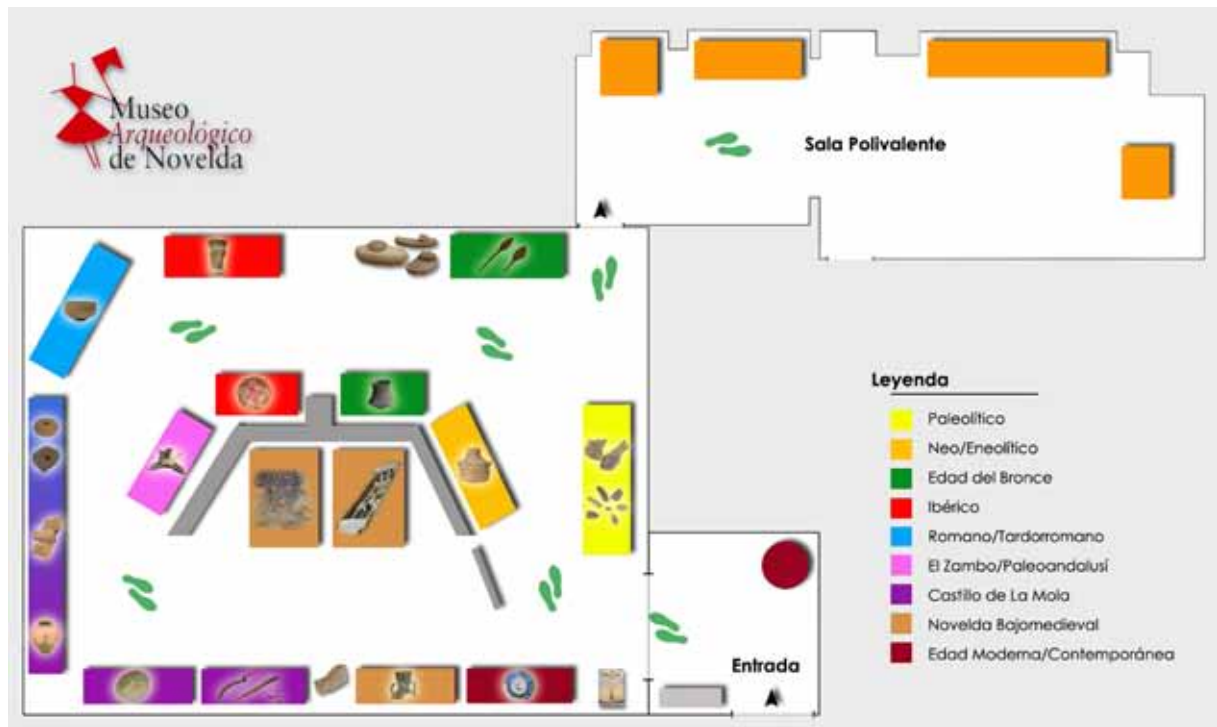 Museo
Arqueológico
de Novelda
Sala Polivalente
Leyenda
Paleolítico
Neo/Eneolítico
Edad del Bronce
Ibérico
Romano/Tardorromano
El Zambo/Paleoandalusí
Castillo de La Mola
Novelda Bajomedieval
Edad Moderna/Contemporánea
Entrada